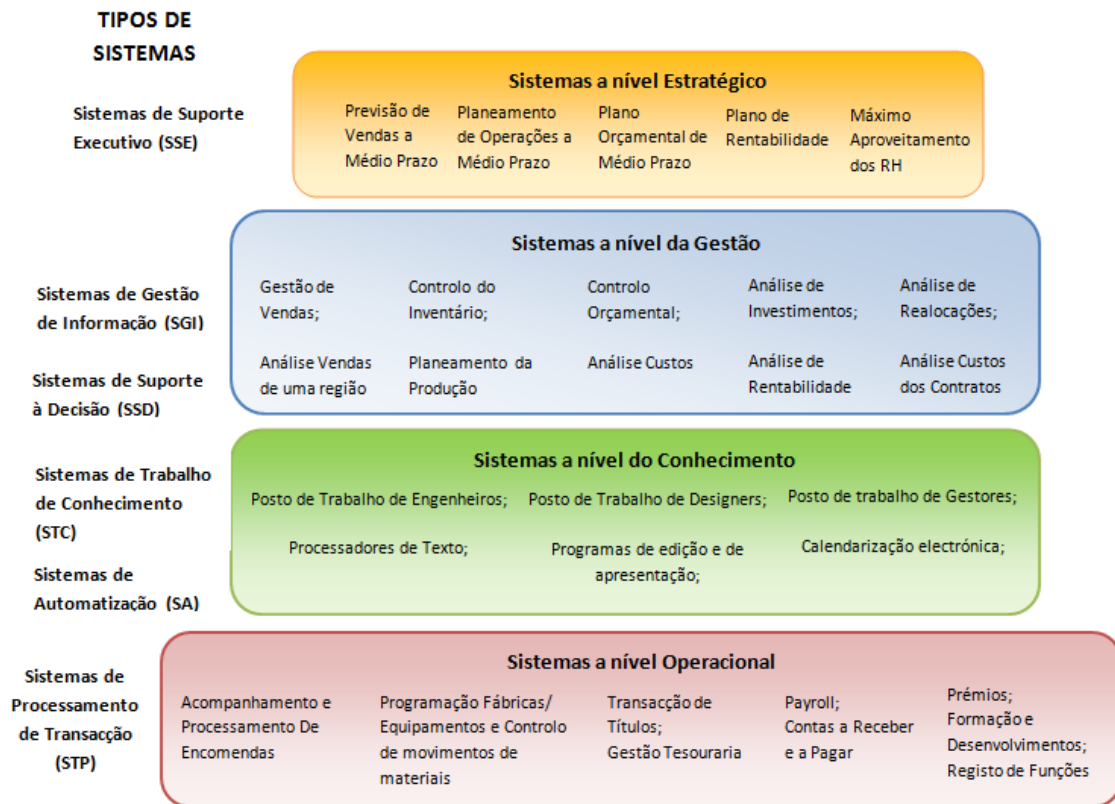 TIPOS DE
SISTEMAS
Sistemas a nível Estratégico
Sistemas de Suporte
Executivo (SSE)
Previsão de
Vendas a
Médio Prazo
Planeamento
de Operações a
Médio Prazo
Plano
Orçamental de
Médio Prazo
Plano de
Rentabilidade
Máximo
Aproveitamento
dos RH
Sistemas a nível da Gestão
Sistemas de Gestão
de Informação (SGI)
Gestão de
Vendas;
Controlo do
Inventário;
Controlo
Orçamental;
Análise de
Investimentos;
Análise de
Realocações;
Sistemas de Suporte
à Decisão (SSD)
Análise Vendas
de uma região
Planeamento da
Produção
Análise Custos
Análise de
Rentabilidade
Análise Custos
dos Contratos
Sistemas a nível do Conhecimento
Sistemas de Trabalho
de Conhecimento
(STC)
Posto de Trabalho de Engenheiros;
Posto de Trabalho de Designers;
Posto de trabalho de Gestores;
Sistemas de
Automatização (SA)
Processadores de Texto;
Programas de edição e de
apresentação;
Calendarização electrónica;
Sistemas a nível Operacional
Sistemas de
Processamento
de Transacção
(STP)
Acompanhamento e
Processamento De
Encomendas
Programação Fábricas/
Equipamentos e Controlo
de movimentos de
materiais
Transacção de
Títulos;
Gestão Tesouraria
Payroll;
Contas a Receber
e a Pagar
Prémios;
Formação e
Desenvolvimentos;
Registo de Funções